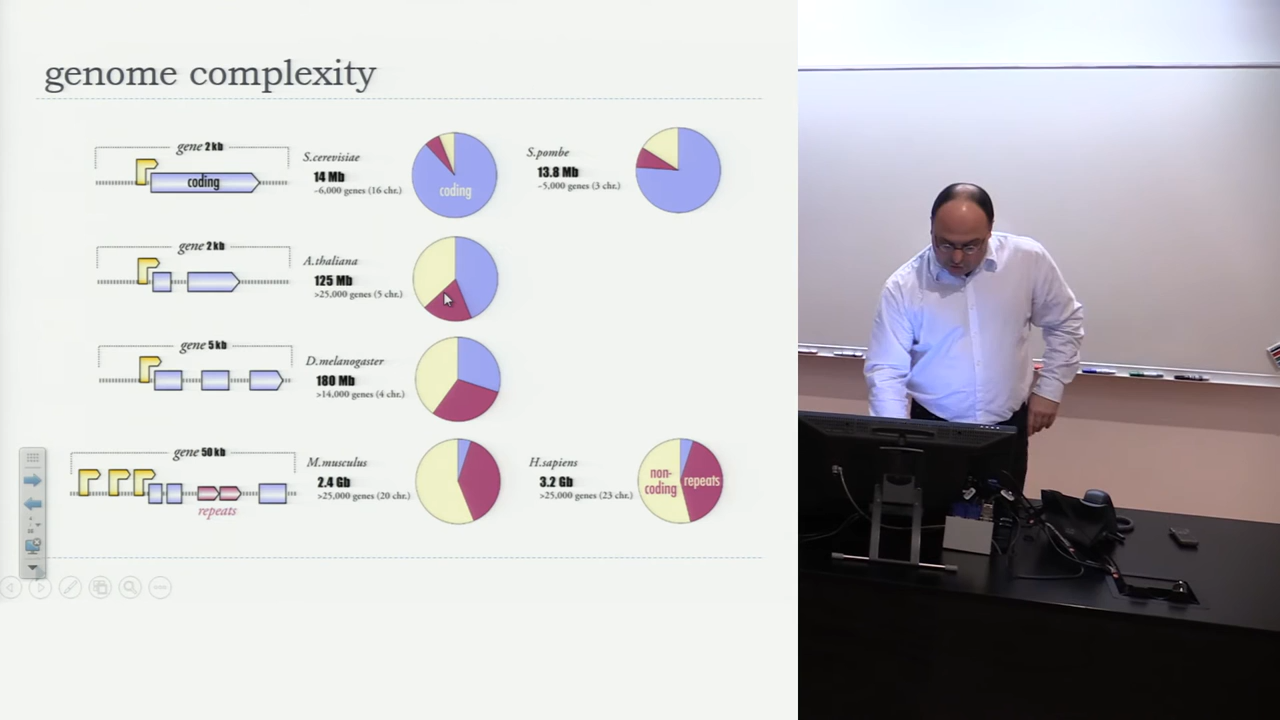 genome complexity
gene 2 kb
coding
S.cerevisiae
14 Mb
~6,000 genes (16 chr.)
coding
S.pombe
13.8 Mb
~5,000 genes (3 chr.)
gene 2 kb
A.thaliana
125 Mb
>25,000 genes (5 chr.)
gene 5 kb
D.melanogaster
180 Mb
>14,000 genes (4 chr.)
gene 50 kb
repeats
M.musculus
2.4 Gb
>25,000 genes (20 chr.)
H.sapiens
3.2 Gb
>25,000 genes (23 chr.)
non-
coding
repeats